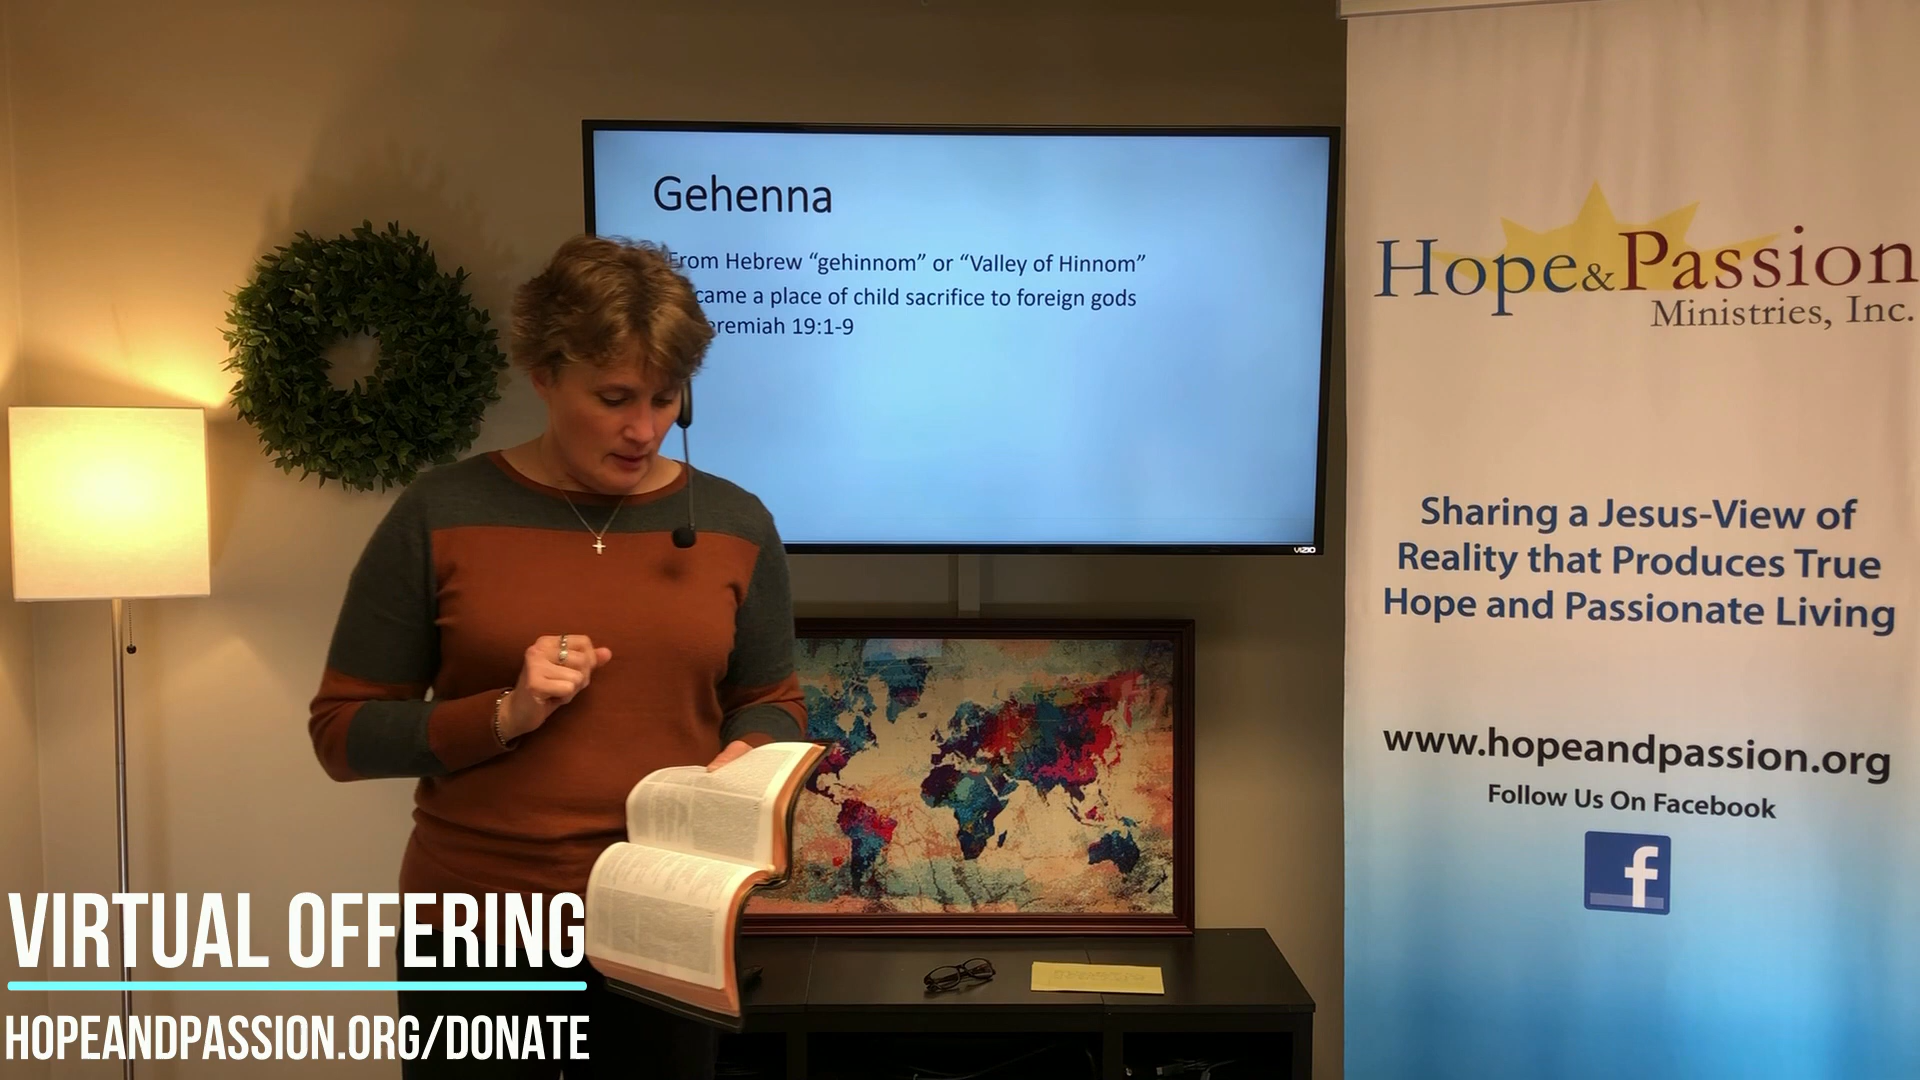 Gehenna
From Hebrew “gehinnom” or “Valley of Hinnom”
came a place of child sacrifice to foreign gods
eremiah 19:1-9
VIZIO
Hope&Passion
Ministries, Inc.
Sharing a Jesus-View of
Reality that Produces True
Hope and Passionate Living
www.hopeandpassion.org
Follow Us On Facebook
f
VIRTUAL OFFERING
HOPEANDPASSION.ORG/DONATE